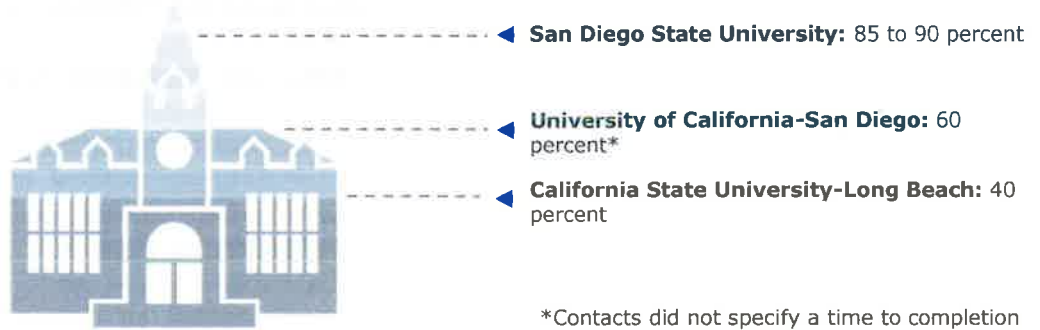 San Diego State University: 85 to 90 percent
University of California-San Diego: 60
percent*
California State University-Long Beach: 40
percent
*Contacts did not specify a time to completion